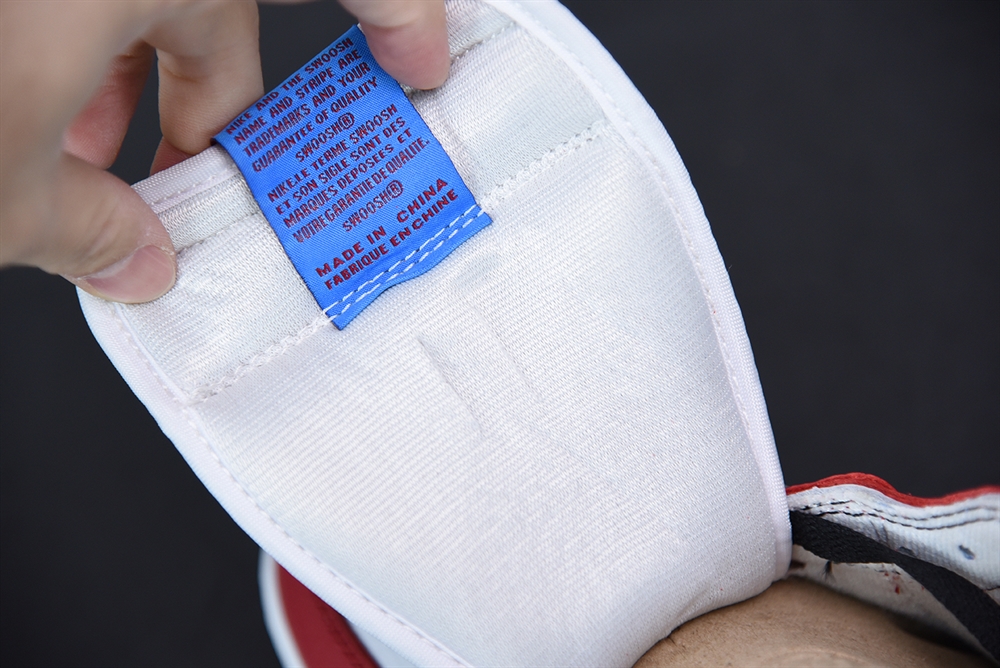 NIKE AND THE SWOOSH
NAME AND STRIPE ARE
TRADEMARKS AND YOUR
GUARANTEE OF QUALITY
SWOOSH®
NIKE.LE TERME SWOOSH
ET SON SIGLE SONT DES
MARQUES DEPOSEES ET
VOTRE GARANTIE DE QUALITE.
SWOOSH®
MADE IN CHINA
FABRIQUE EN CHINE